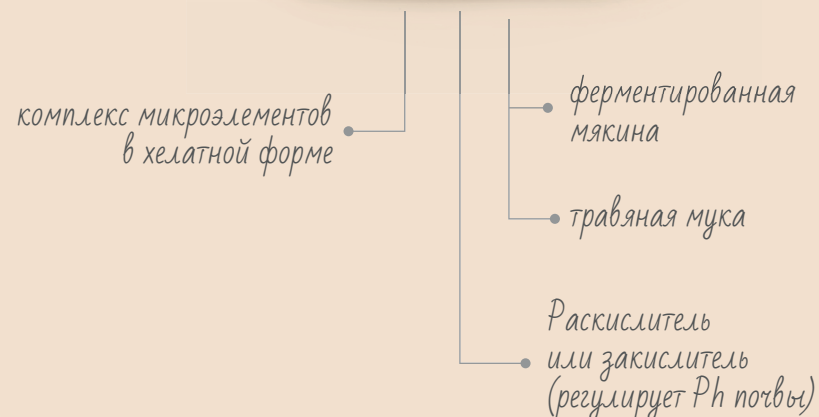 комплекс микроэлементов
в хелатной форме
ферментированная
мякина
травяная мука
Раскислитель
или закислитель
(регулирует Ph почвы)